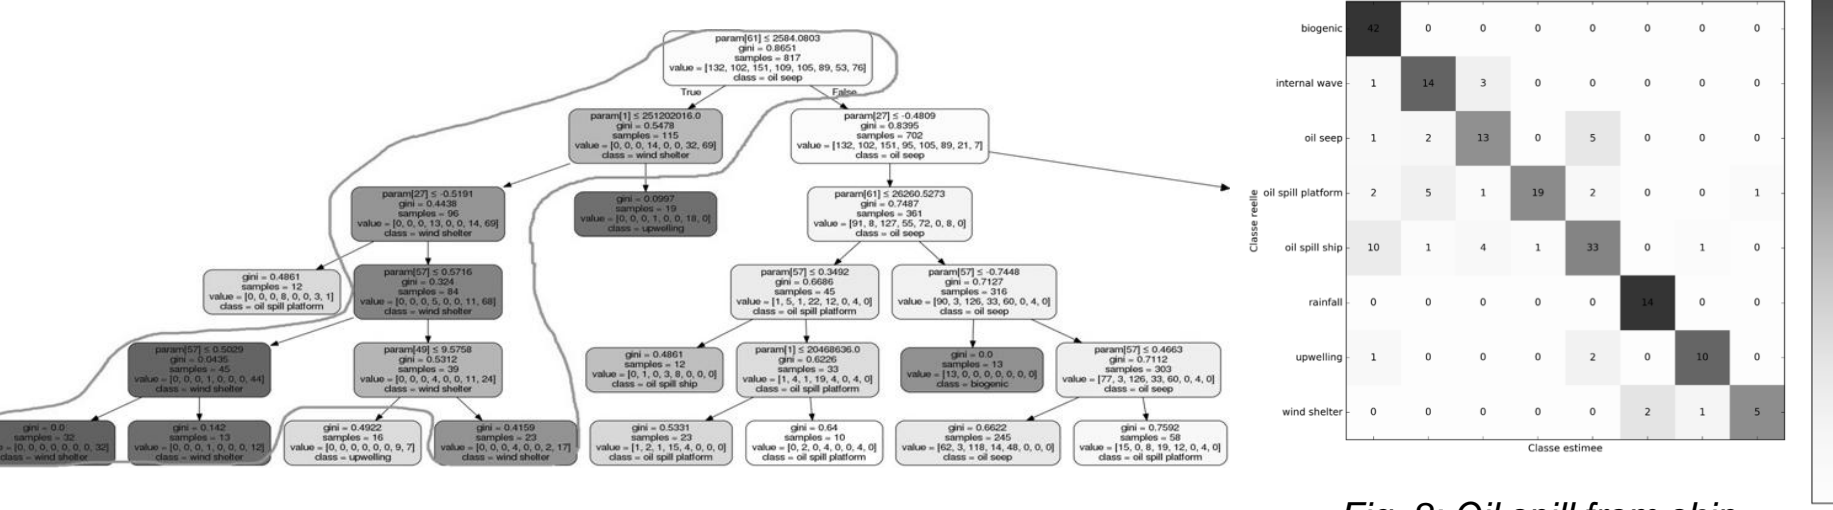 param[61] ≤ 2584.0803
gini = 0.8651
samples = 817
value = [132, 102, 151, 109, 105, 89, 53, 76]
class = oil seep
True
False
param[1] ≤ 251202016.0
gini = 0.5478
samples = 115
value = [0, 0, 0, 14, 0, 0, 32, 69]
class = wind shelter
param[27] ≤ -0.4809
gini = 0.8395
samples = 702
value = [132, 102, 151, 95, 105, 89, 21, 7]
class = oil seep
param[27] ≤ -0.5191
gini = 0.4438
samples = 96
value = [0, 0, 0, 13, 0, 0, 14, 69]
class = wind shelter
gini = 0.0997
samples = 19
value = [0, 0, 0, 1, 0, 0, 18, 0]
class = upwelling
param[61] ≤ 26260.5273
gini = 0.7487
samples = 361
value = [91, 8, 127, 55, 72, 0, 8, 0]
class = oil seep
gini = 0.4861
samples = 12
value = [0, 0, 0, 8, 0, 0, 3, 1]
class = oil spill platform
param[57] ≤ 0.5716
gini = 0.324
samples = 84
value = [0, 0, 0, 5, 0, 0, 11, 68]
class = wind shelter
param[57] ≤ 0.3492
gini = 0.6686
samples = 45
value = [1, 5, 1, 22, 12, 0, 4, 0]
class = oil spill platform
param[57] ≤ -0.7448
gini = 0.7127
samples = 316
value = [90, 3, 126, 33, 60, 0, 4, 0]
class = oil seep
param[57] ≤ 0.5029
gini = 0.0435
samples = 45
value = [0, 0, 0, 1, 0, 0, 0, 44]
class = wind shelter
param[49] ≤ 9.5758
gini = 0.5312
samples = 39
value = [0, 0, 0, 4, 0, 0, 11, 24]
class = wind shelter
gini = 0.4861
samples = 12
value = [0, 1, 0, 3, 8, 0, 0, 0]
class = oil spill ship
param[1] ≤ 20468636.0
gini = 0.6226
samples = 33
value = [1, 4, 1, 19, 4, 0, 4, 0]
class = oil spill platform
gini = 0.0
samples = 13
value = [13, 0, 0, 0, 0, 0, 0, 0]
class = biogenic
param[57] ≤ 0.4663
gini = 0.7112
samples = 303
value = [77, 3, 126, 33, 60, 0, 4, 0]
class = oil seep
gini = 0.0
samples = 32
= [0, 0, 0, 0, 0, 0, 0, 32]
class = wind shelter
gini = 0.142
samples = 13
value = [0, 0, 0, 1, 0, 0, 0, 12]
class = wind shelter
gini = 0.4922
samples = 16
value = [0, 0, 0, 0, 0, 0, 9, 7]
class = upwelling
gini = 0.4159
samples = 23
value = [0, 0, 0, 4, 0, 0, 2, 17]
class = wind shelter
gini = 0.5331
samples = 23
value = [1, 2, 1, 15, 4, 0, 0, 0]
class = oil spill platform
gini = 0.64
samples = 10
value = [0, 2, 0, 4, 0, 0, 4, 0]
class = oil spill platform
gini = 0.6622
samples = 245
value = [62, 3, 118, 14, 48, 0, 0, 0]
class = oil seep
gini = 0.7592
samples = 58
value = [15, 0, 8, 19, 12, 0, 4, 0]
class = oil spill platform
Classe reelle
biogenic 42 0 0 0 0 0 0 0
internal wave 1 14 3 0 0 0 0 0
oil seep 1 2 13 0 5 0 0 0
oil spill platform 2 5 1 19 2 0 0 1
oil spill ship 10 1 4 1 33 0 1 0
rainfall 0 0 0 0 0 14 0 0
upwelling 1 0 0 0 2 0 10 0
wind shelter 0 0 0 0 0 2 1 5
Classe estimee
Oil spill from ship